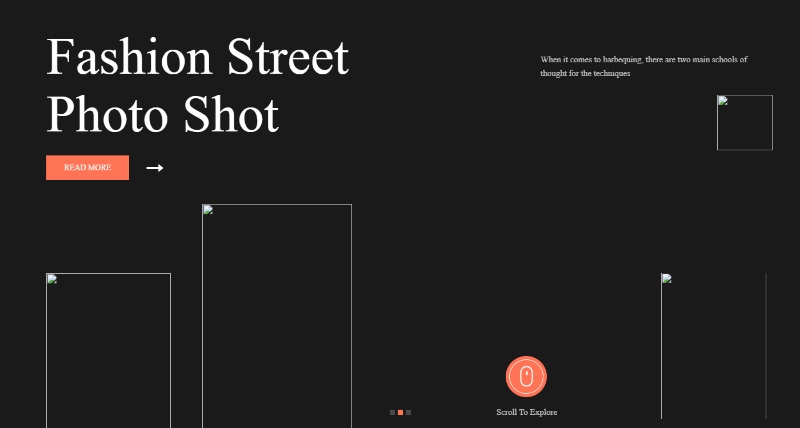 Fashion Street
Photo Shot
When it comes to barbequing, there are two main schools of
thought for the techniques
READ MORE
Scroll To Explore